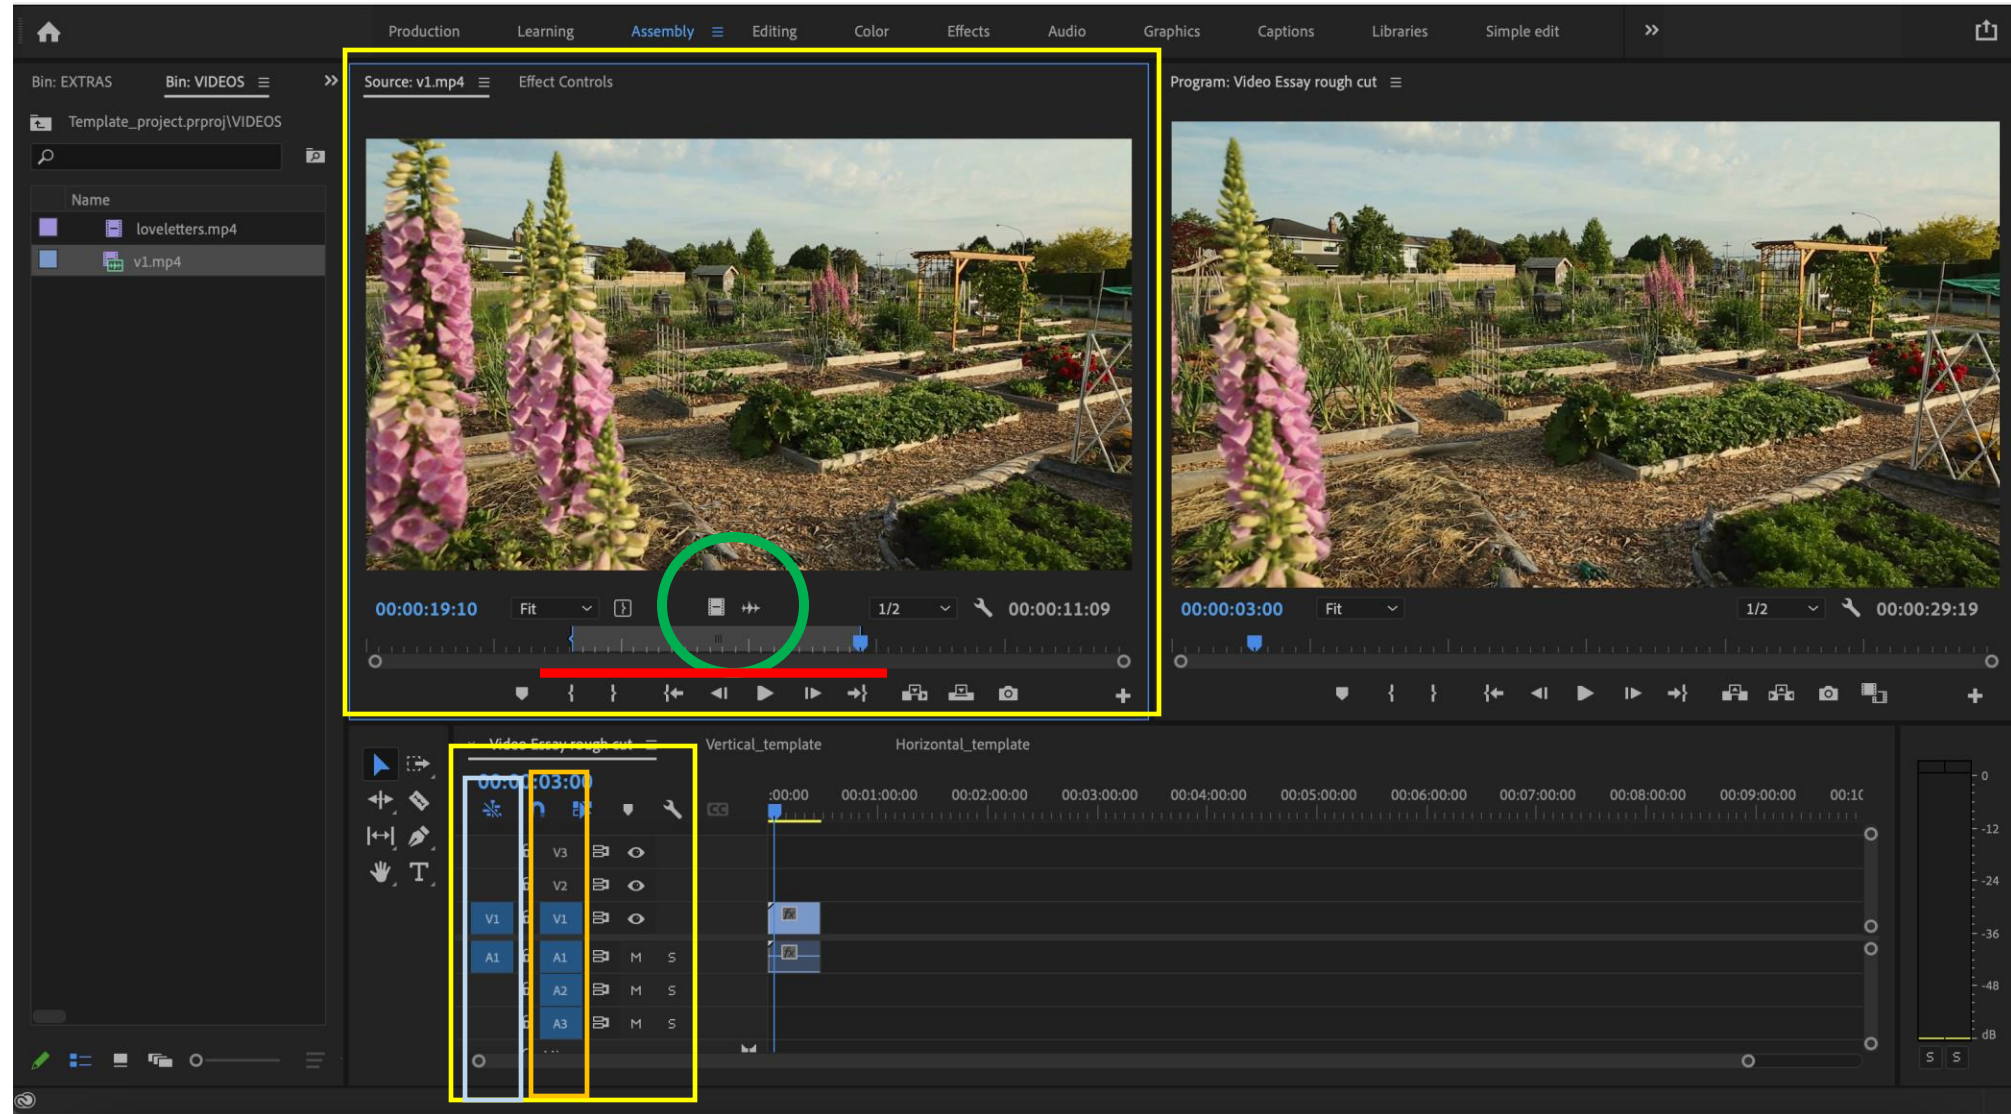 Production Learning Assembly Editing Color Effects Audio Graphics Captions Libraries Simple edit
Bin: EXTRAS Bin: VIDEOS
Template_project.prproj\VIDEOS
Name
loveletters.mp4
v1.mp4
Source: v1.mp4 Effect Controls
00:00:19:10 Fit 1/2 00:00:11:09
Program: Video Essay rough cut
00:00:03:00 Fit 1/2 00:00:29:19
Video Essay rough cut Vertical_template Horizontal_template
00:00:03:00
:00:00 00:01:00:00 00:02:00:00 00:03:00:00 00:04:00:00 00:05:00:00 00:06:00:00 00:07:00:00 00:08:00:00 00:09:00:00 00:10
V3
V2
V1 V1
A1 A1 M S
A2 M S
A3 M S
0
-12
-24
-36
-48
dB
S S